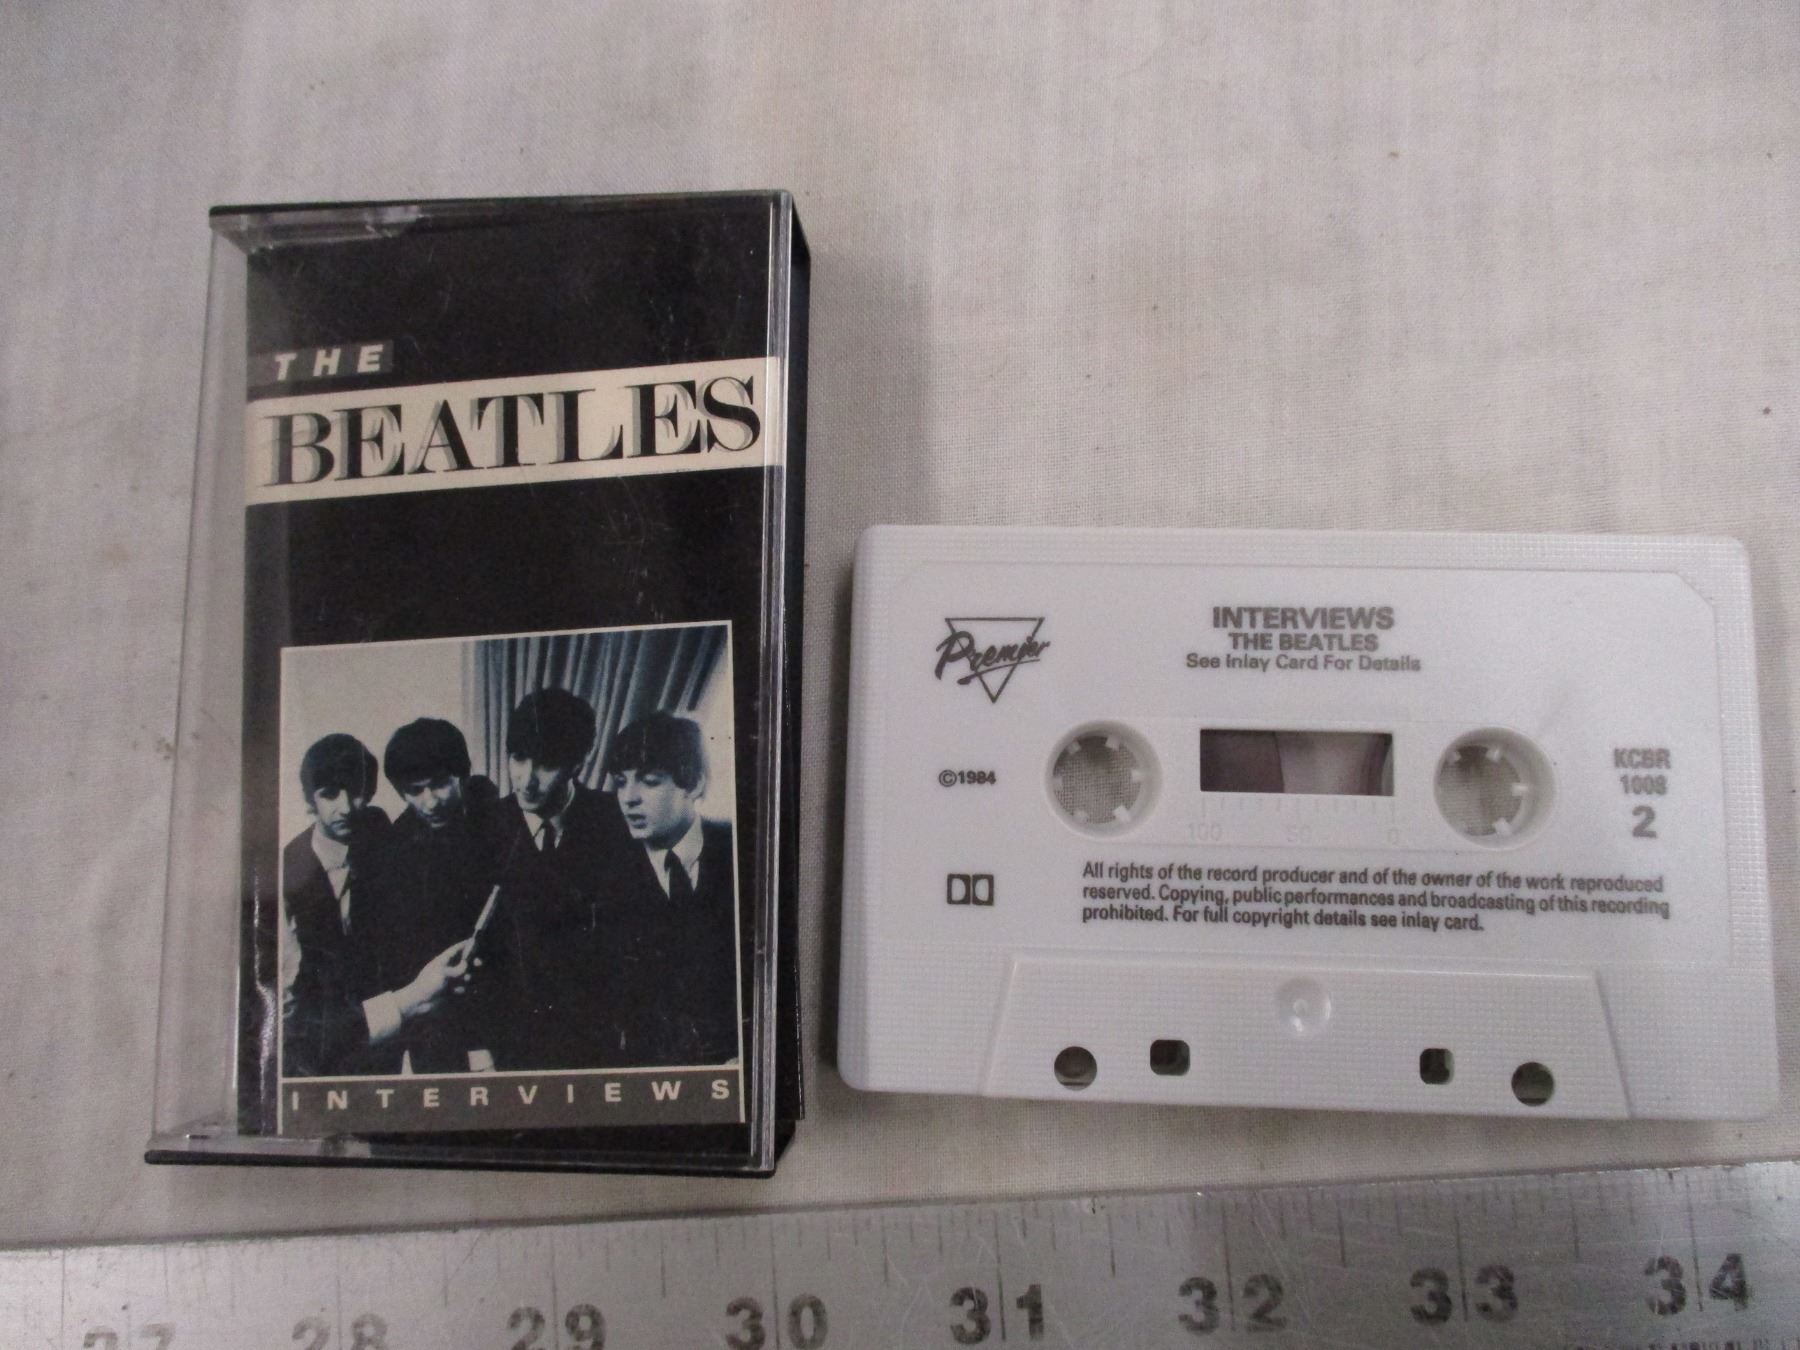 THE
BEATLES
INTERVIEWS
Premier
INTERVIEWS
THE BEATLES
See Inlay Card For Details
©1984
KCBR
1008
2
100 50 0
All rights of the record producer and of the owner of the work reproduced
reserved. Copying, public performances and broadcasting of this recording
prohibited. For full copyright details see inlay card.
27 28 29 30 31 32 33 34